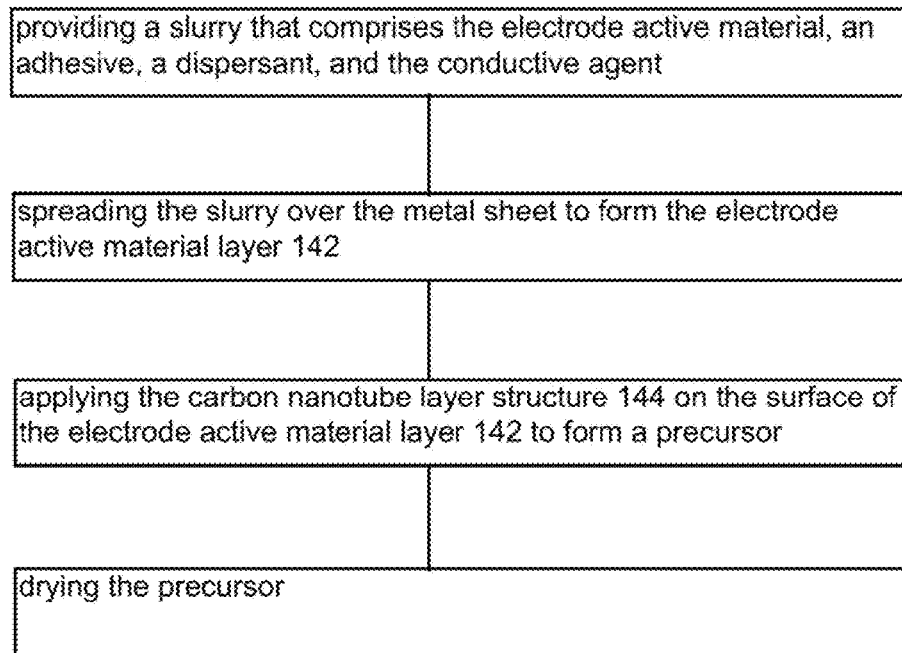 providing a slurry that comprises the electrode active material, an
adhesive, a dispersant, and the conductive agent
spreading the slurry over the metal sheet to form the electrode
active material layer 142
applying the carbon nanotube layer structure 144 on the surface of
the electrode active material layer 142 to form a precursor
drying the precursor